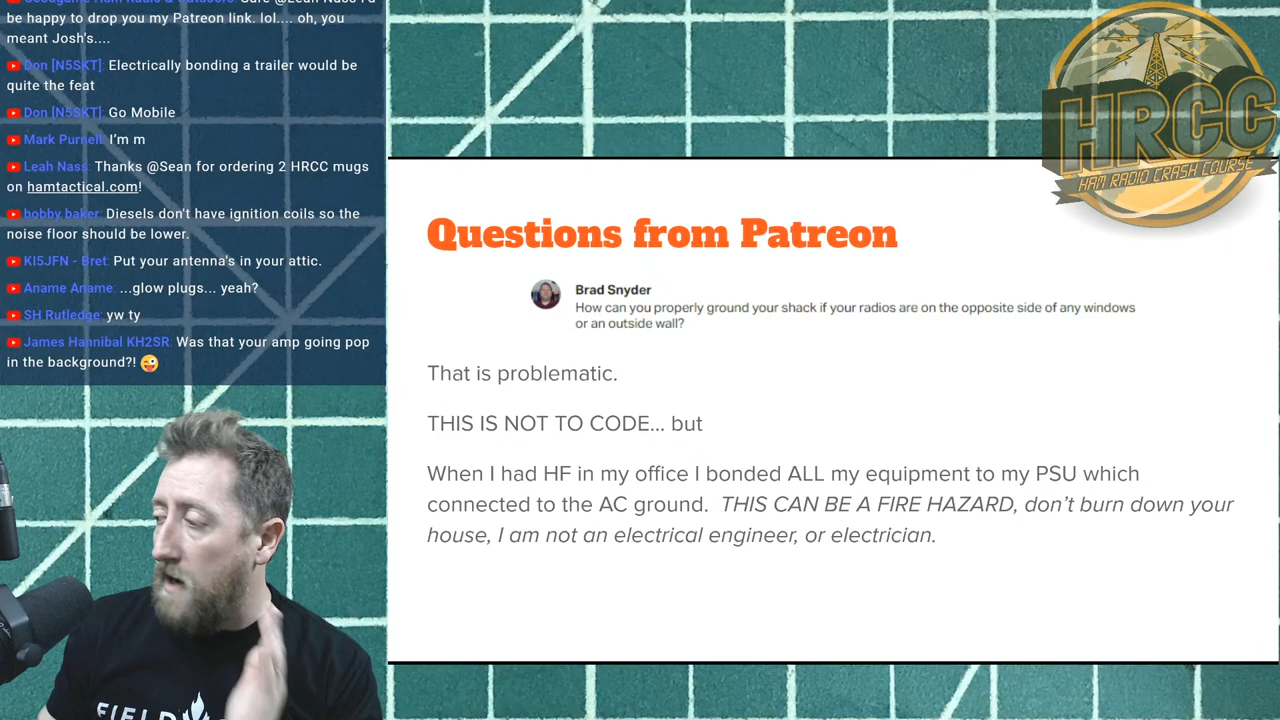 be happy to drop you my Patreon link. lol.... oh, you
meant Josh's....
Don [N5SKT]: Electrically bonding a trailer would be
quite the feat
Don [N5SKT]: Go Mobile
Mark Purnell: I'm m
Leah Nass: Thanks @Sean for ordering 2 HRCC mugs
on hamtactical.com!
bobby baker: Diesels don't have ignition coils so the
noise floor should be lower.
KI5JFN - Bret: Put your antenna's in your attic.
Aname Aname: ...glow plugs... yeah?
SH Rutledge: yw ty
James Hannibal KH2SR: Was that your amp going pop
in the background?!
HRCC
HAM RADIO CRASH COURSE
Questions from Patreon
Brad Snyder
How can you properly ground your shack if your radios are on the opposite side of any windows
or an outside wall?
That is problematic.
THIS IS NOT TO CODE... but
When I had HF in my office I bonded ALL my equipment to my PSU which
connected to the AC ground. THIS CAN BE A FIRE HAZARD, don't burn down your
house, I am not an electrical engineer, or electrician.
FIELD